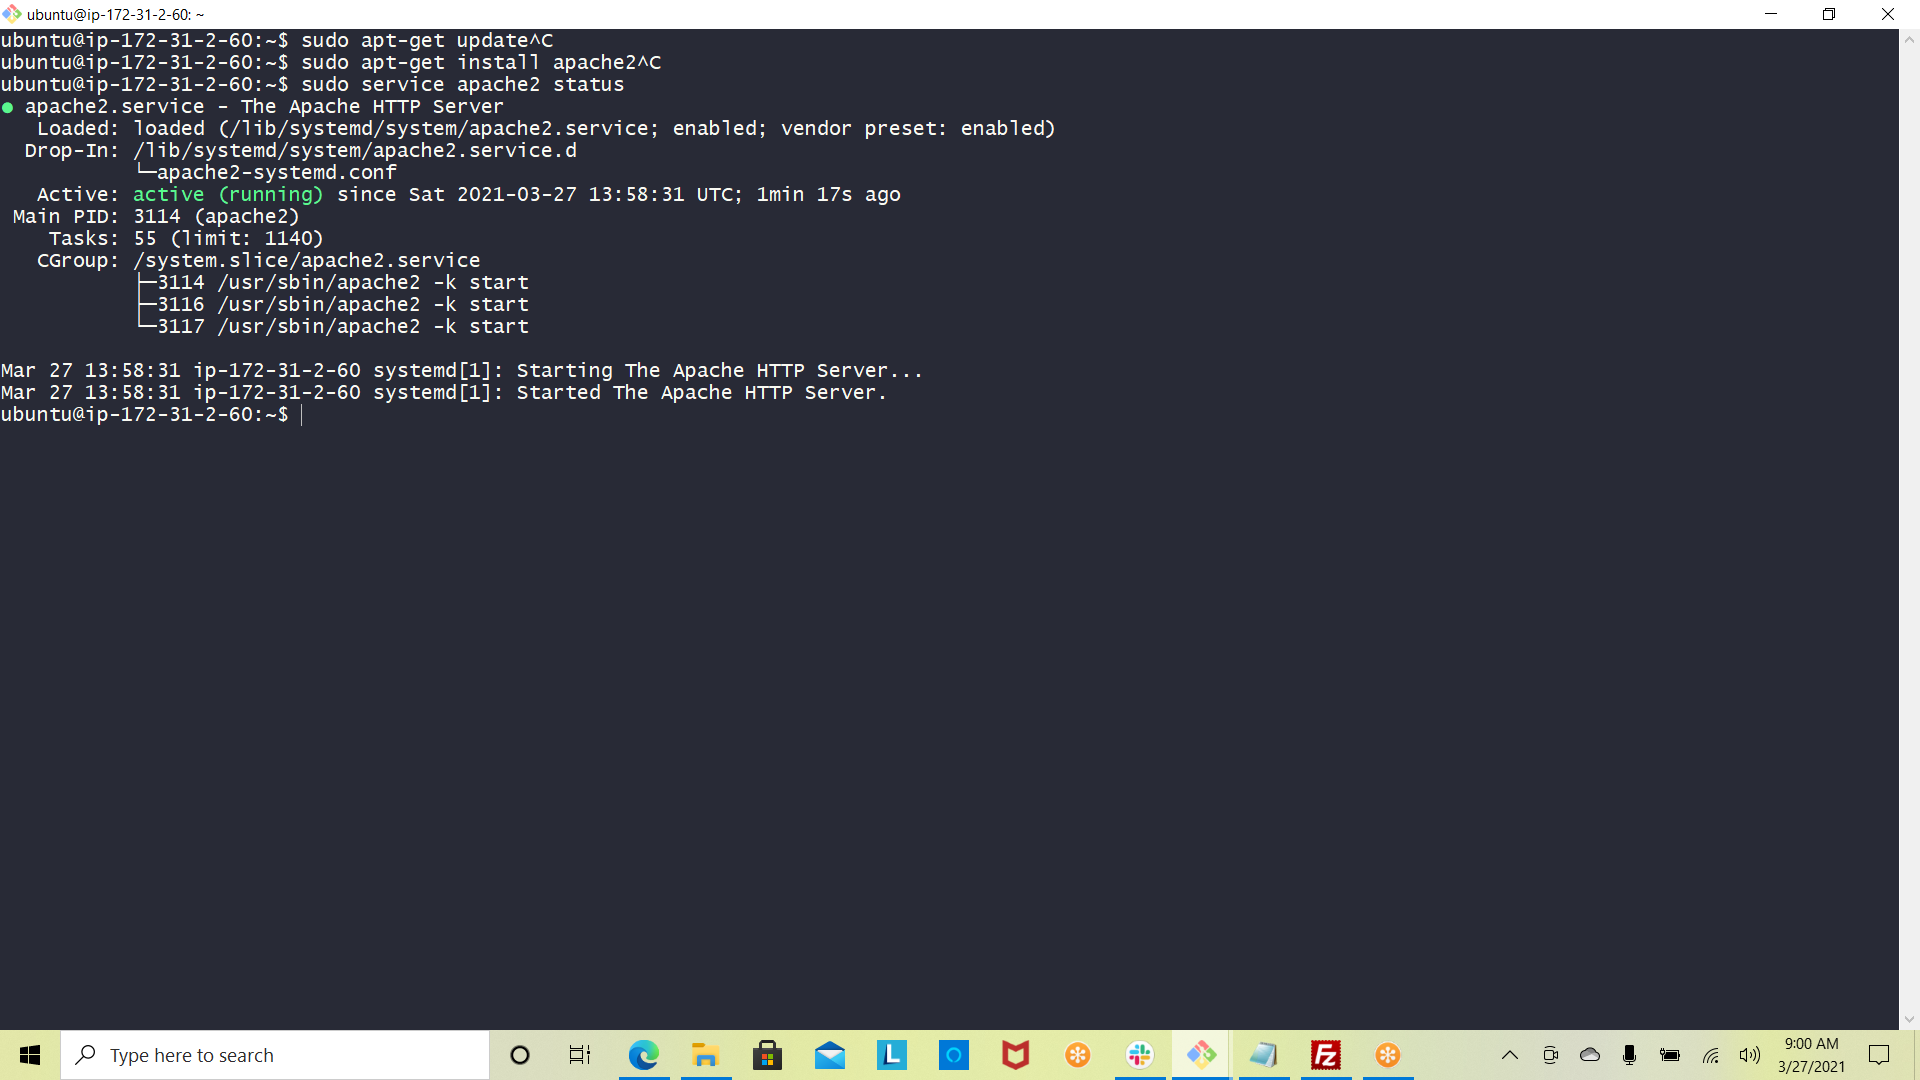 ubuntu@ip-172-31-2-60: ~
ubuntu@ip-172-31-2-60:~$ sudo apt-get update^C
ubuntu@ip-172-31-2-60:~$ sudo apt-get install apache2^C
ubuntu@ip-172-31-2-60:~$ sudo service apache2 status
● apache2.service - The Apache HTTP Server
   Loaded: loaded (/lib/systemd/system/apache2.service; enabled; vendor preset: enabled)
  Drop-In: /lib/systemd/system/apache2.service.d
           └─apache2-systemd.conf
   Active: active (running) since Sat 2021-03-27 13:58:31 UTC; 1min 17s ago
 Main PID: 3114 (apache2)
    Tasks: 55 (limit: 1140)
   CGroup: /system.slice/apache2.service
           ├─3114 /usr/sbin/apache2 -k start
           ├─3116 /usr/sbin/apache2 -k start
           └─3117 /usr/sbin/apache2 -k start
Mar 27 13:58:31 ip-172-31-2-60 systemd[1]: Starting The Apache HTTP Server...
Mar 27 13:58:31 ip-172-31-2-60 systemd[1]: Started The Apache HTTP Server.
ubuntu@ip-172-31-2-60:~$
Type here to search
L
Fz
9:00 AM
3/27/2021